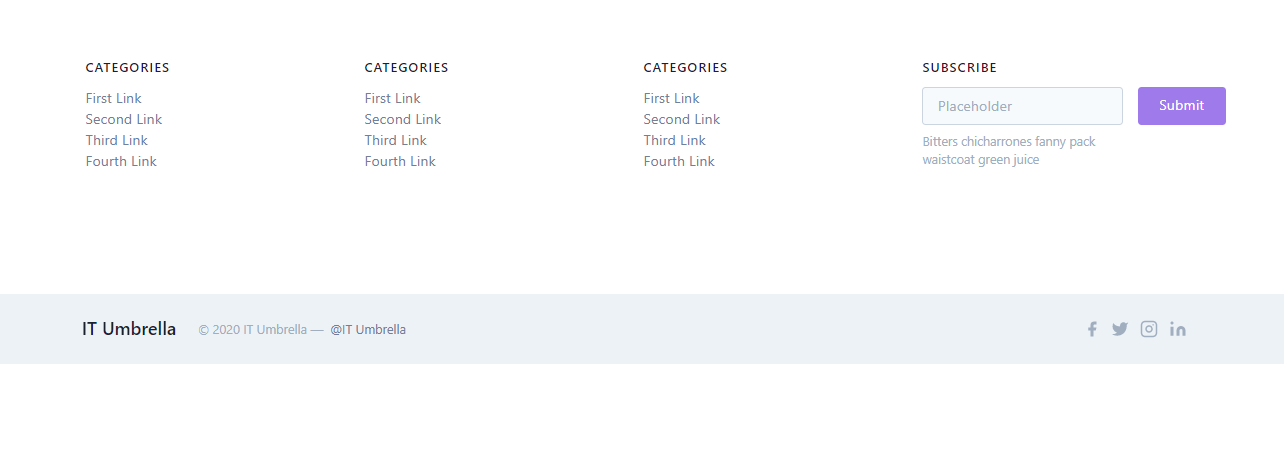 CATEGORIES
First Link
Second Link
Third Link
Fourth Link
CATEGORIES
First Link
Second Link
Third Link
Fourth Link
CATEGORIES
First Link
Second Link
Third Link
Fourth Link
SUBSCRIBE
Placeholder
Submit
Bitters chicharrones fanny pack
waistcoat green juice
IT Umbrella
© 2020 IT Umbrella — @IT Umbrella